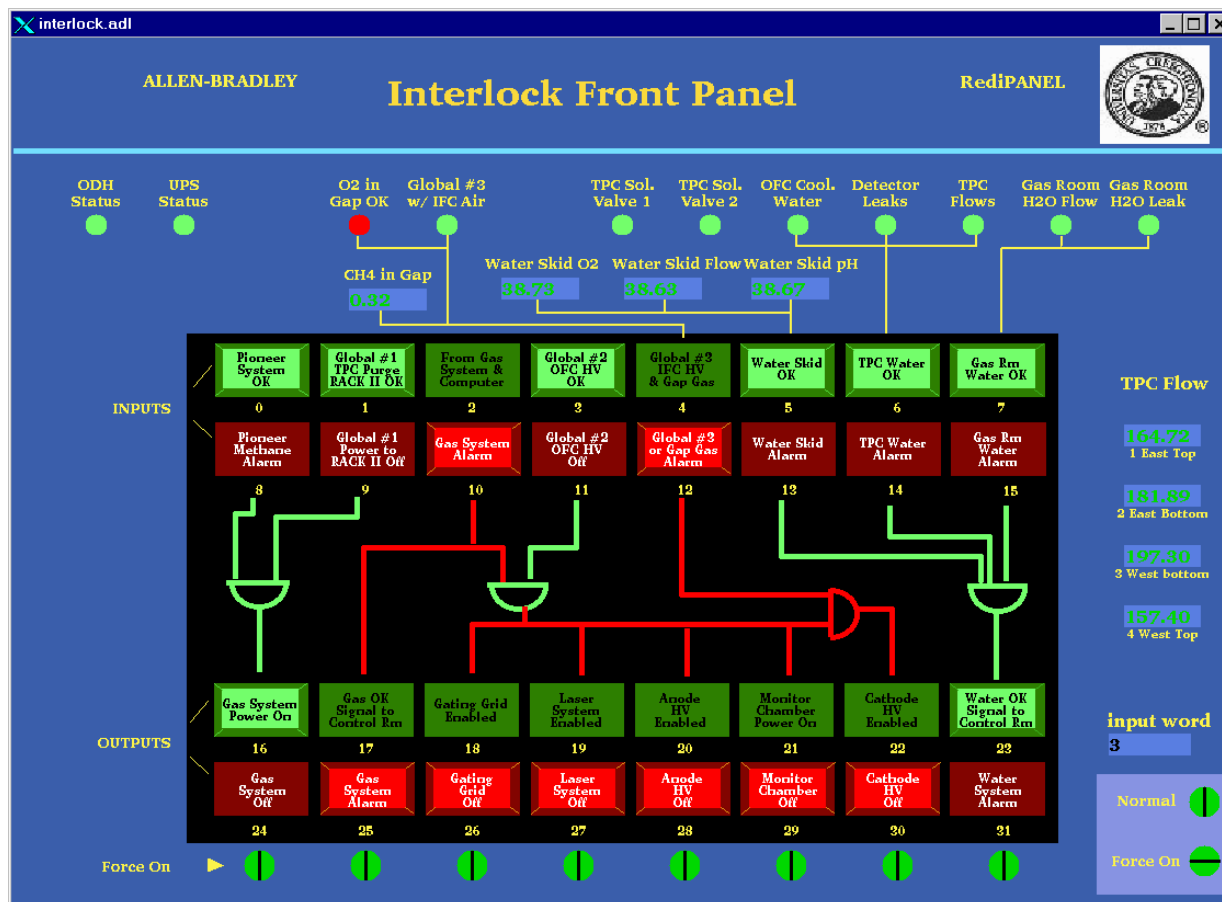 interlock.adl
ALLEN-BRADLEY
Interlock Front Panel
RediPANEL
1878
®
ODH
Status
UPS
Status
O2 in
Gap OK
Global #3
w/ IFC Air
TPC Sol.
Valve 1
TPC Sol.
Valve 2
OFC Cool.
Water
Detector
Leaks
TPC
Flows
Gas Room
H2O Flow
Gas Room
H2O Leak
CH4 in Gap
0.32
Water Skid O2
38.73
Water Skid Flow
38.63
Water Skid pH
38.67
INPUTS
Pioneer
System
OK
Global #1
TPC Purge
RACK II OK
From Gas
System &
Computer
Global #2
OFC HV
OK
Global #3
IFC HV
& Gap Gas
Water Skid
OK
TPC Water
OK
Gas Rm
Water OK
0 1 2 3 4 5 6 7
Pioneer
Methane
Alarm
Global #1
Power to
RACK II Off
Gas System
Alarm
Global #2
OFC HV
Off
Global #3
or Gap Gas
Alarm
Water Skid
Alarm
TPC Water
Alarm
Gas Rm
Water
Alarm
8 9 10 11 12 13 14 15
TPC Flow
164.72
1 East Top
181.89
2 East Bottom
197.30
3 West bottom
157.40
4 West Top
OUTPUTS
Gas System
Power On
Gas OK
Signal to
Control Rm
Gating Grid
Enabled
Laser
System
Enabled
Anode
HV
Enabled
Monitor
Chamber
Power On
Cathode
HV
Enabled
Water OK
Signal to
Control Rm
16 17 18 19 20 21 22 23
Gas
System
Off
Gas
System
Alarm
Gating
Grid
Off
Laser
System
Off
Anode
HV
Off
Monitor
Chamber
Off
Cathode
HV
Off
Water
System
Alarm
24 25 26 27 28 29 30 31
Force On
input word
3
Normal
Force On